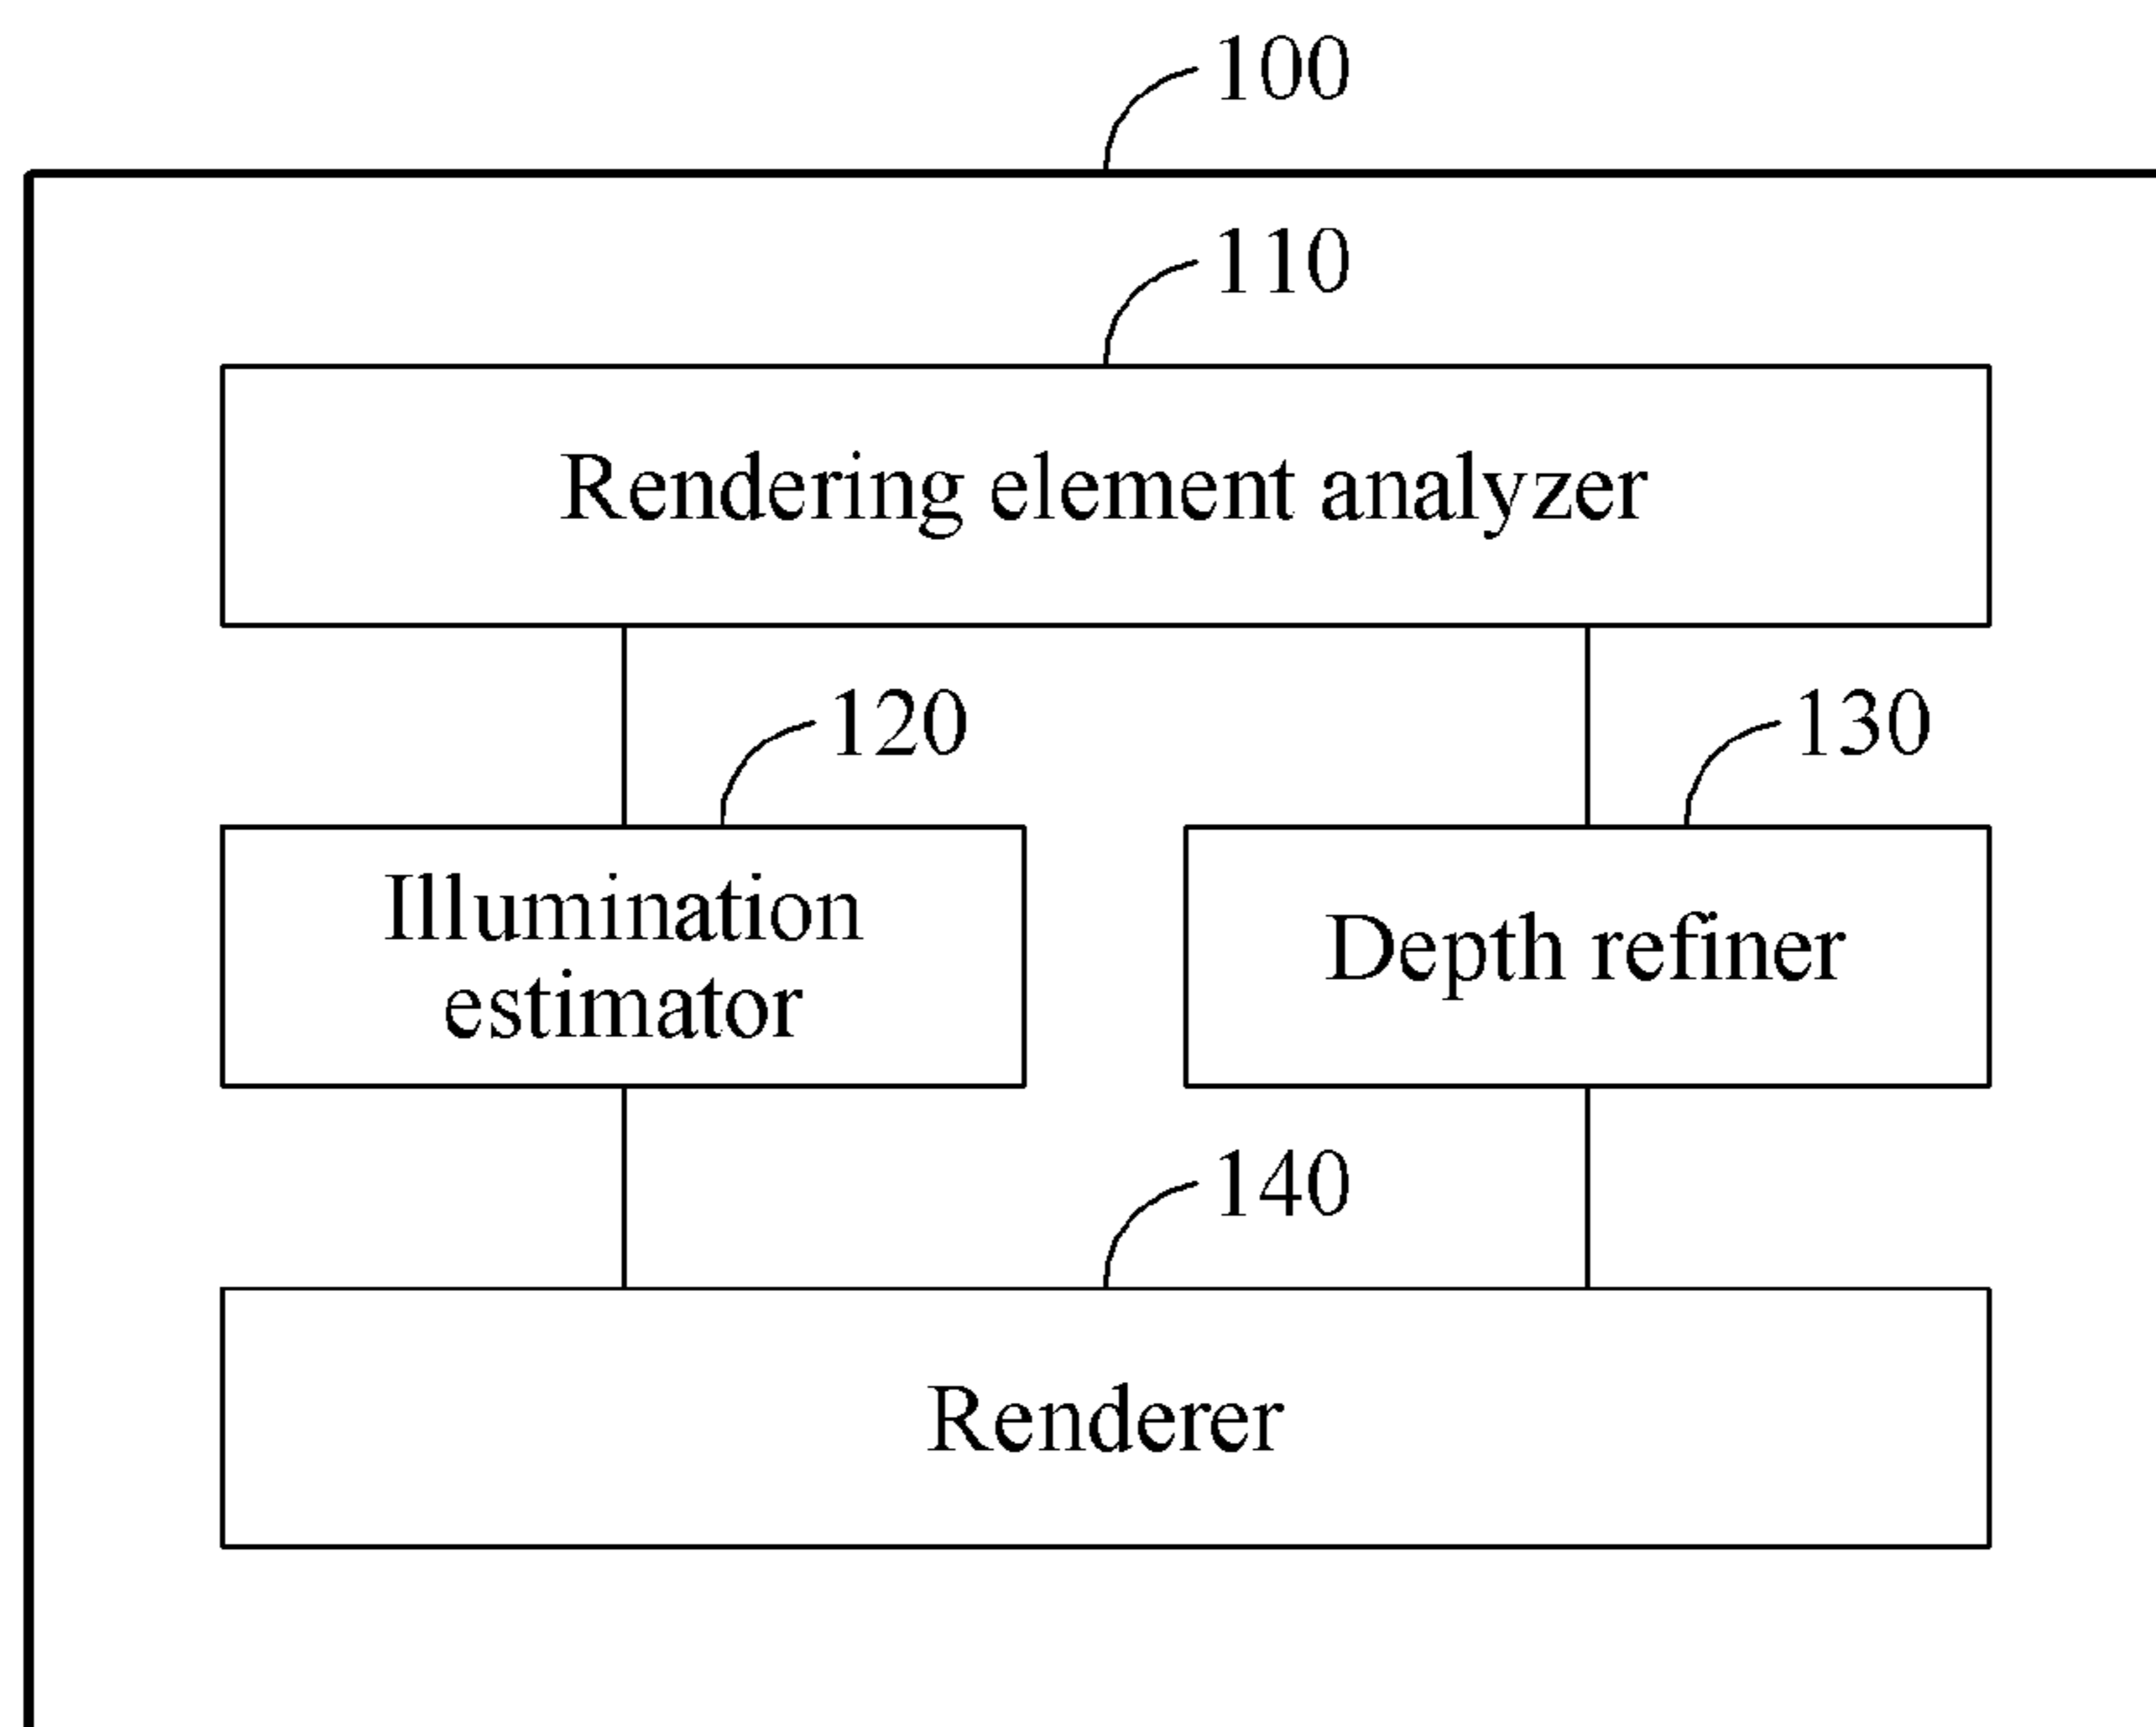 100
110
Rendering element analyzer
120
130
Illumination
estimator
Depth refiner
140
Renderer